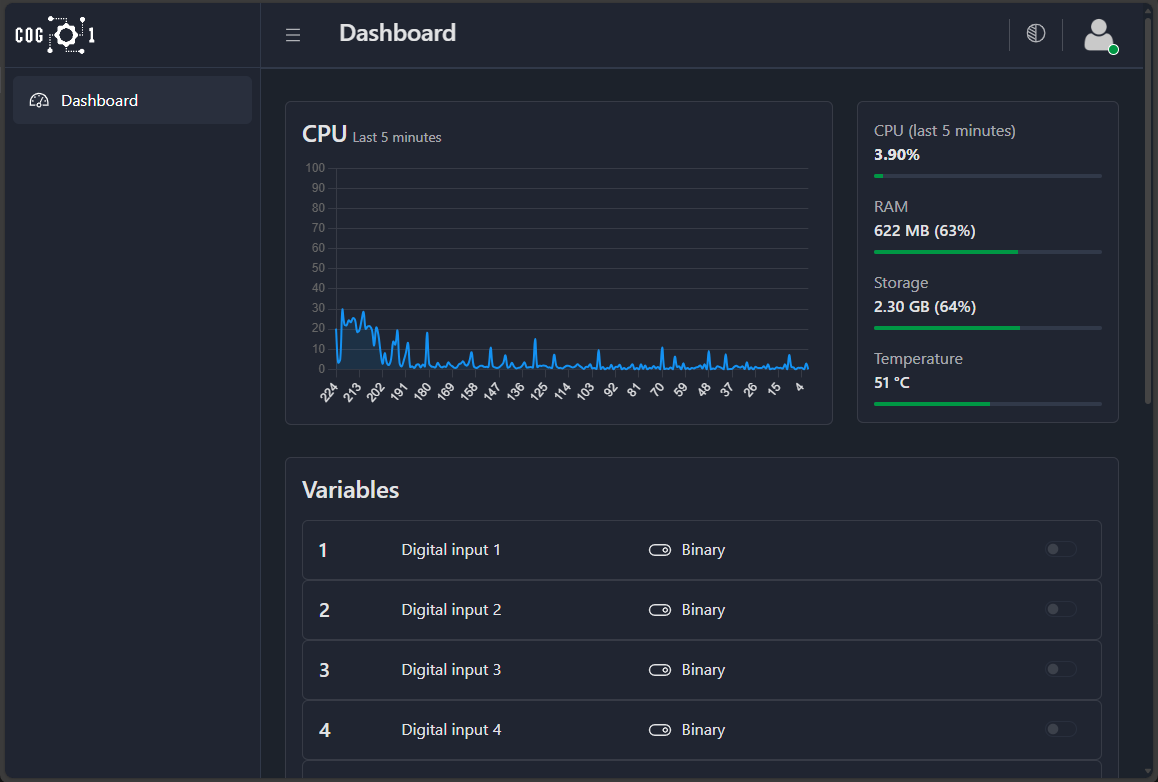 COG 1
Dashboard
Dashboard
CPU Last 5 minutes
100
90
80
70
60
50
40
30
20
10
0
224 213 202 191 180 169 158 147 136 125 114 103 92 81 70 59 48 37 26 15 4
CPU (last 5 minutes)
3.90%
RAM
622 MB (63%)
Storage
2.30 GB (64%)
Temperature
51 °C
Variables
1 Digital input 1 Binary
2 Digital input 2 Binary
3 Digital input 3 Binary
4 Digital input 4 Binary